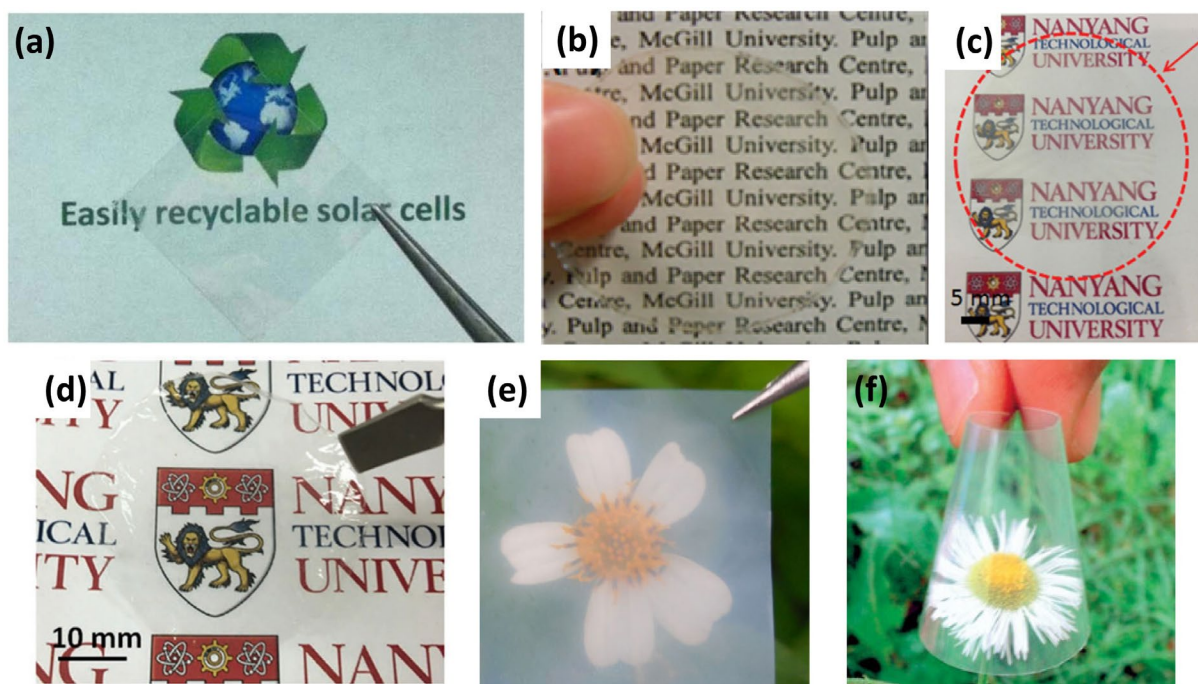 (a)
Easily recyclable solar cells
(b)
and Paper Research Centre,
McGill University. Pulp
and Paper Research Centre,
McGill University. Pulp
and Paper Research Centre,
McGill University. Pulp
and Paper Research Centre,
McGill University. Pulp
and Paper Research Centre,
Centre, McGill University. Pulp
Pulp and Paper Research Centre,
Centre, McGill University. Pulp
Pulp and Paper Research Centre,
(c)
NANYANG
TECHNOLOGICAL
UNIVERSITY
NANYANG
TECHNOLOGICAL
UNIVERSITY
NANYANG
TECHNOLOGICAL
UNIVERSITY
NANYANG
TECHNOLOGICAL
UNIVERSITY
5 mm
(d)
AL TECHNOLO
TY UNIV
NG NANY
ICAL TECHNOL
ITY UNIVE
AN NAN
10 mm
(e)
(f)